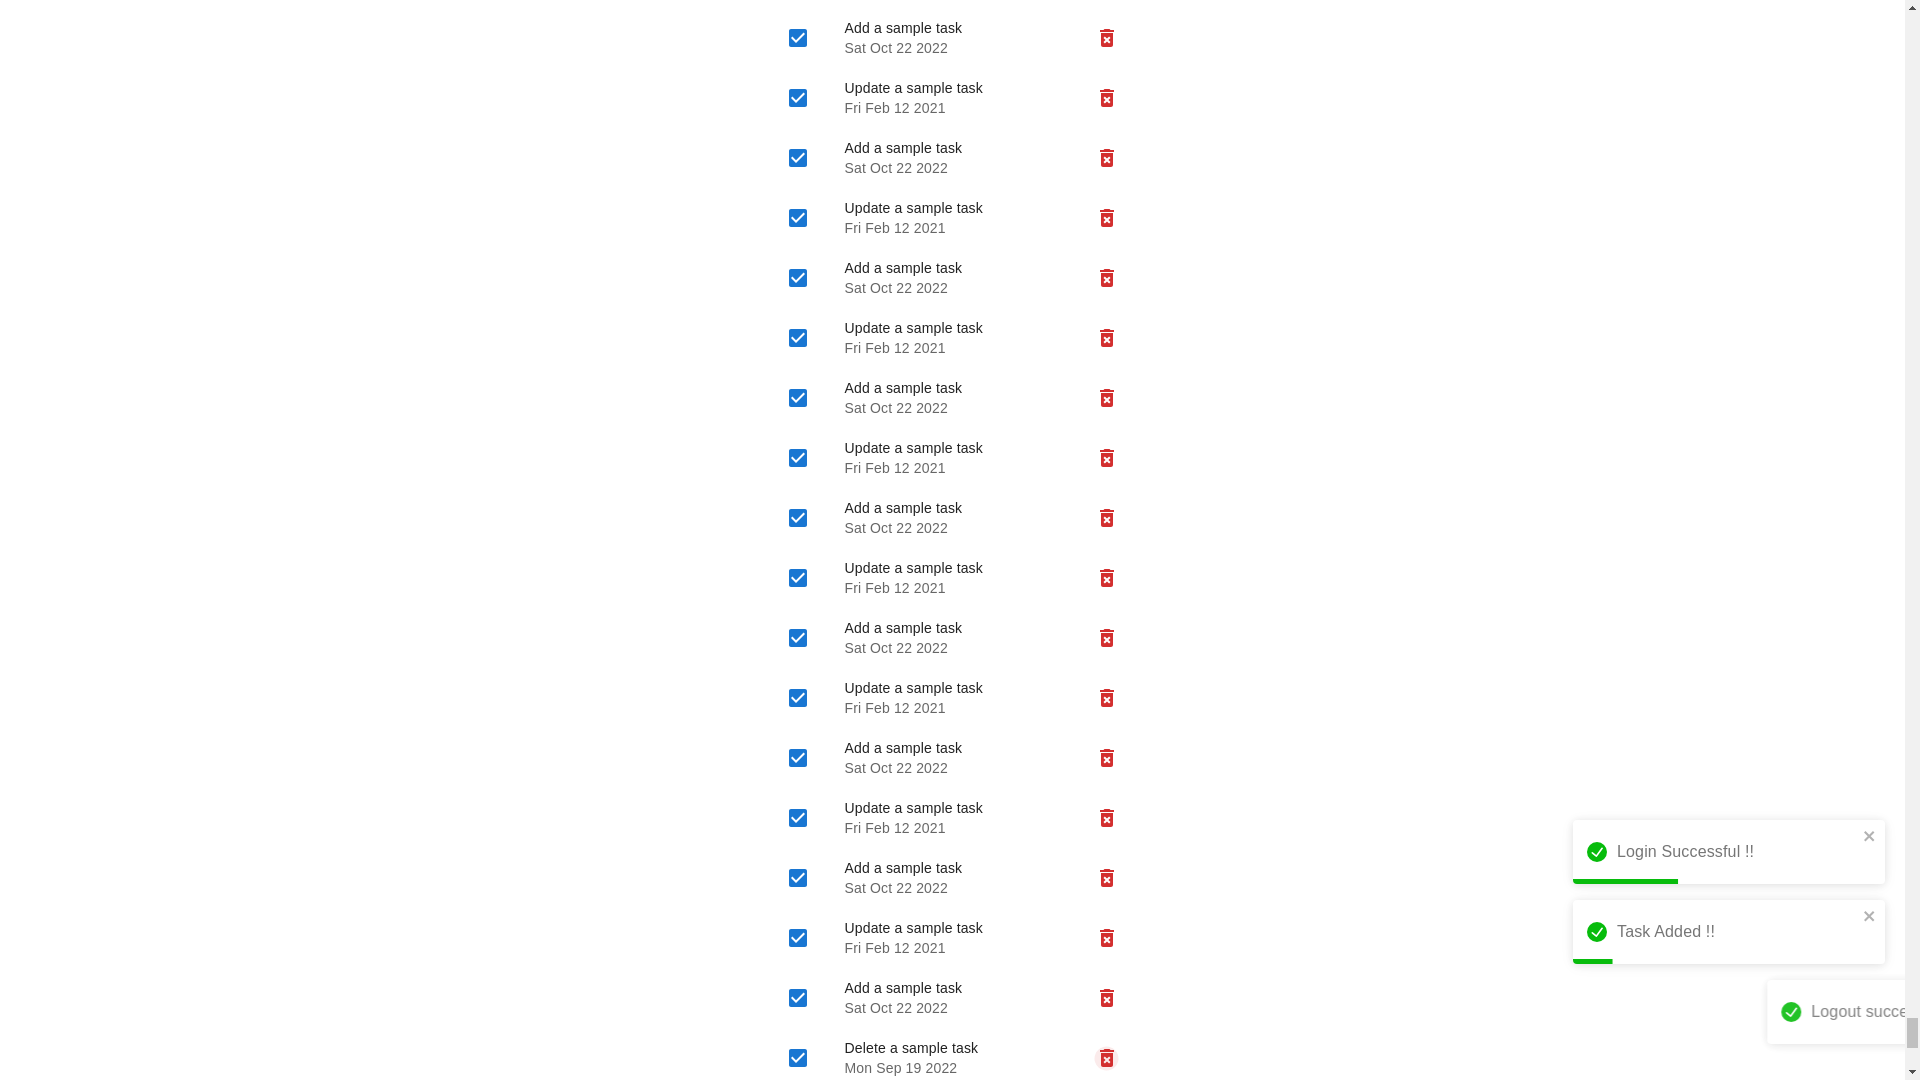 Add a sample task
Sat Oct 22 2022
Update a sample task
Fri Feb 12 2021
Add a sample task
Sat Oct 22 2022
Update a sample task
Fri Feb 12 2021
Add a sample task
Sat Oct 22 2022
Update a sample task
Fri Feb 12 2021
Add a sample task
Sat Oct 22 2022
Update a sample task
Fri Feb 12 2021
Add a sample task
Sat Oct 22 2022
Update a sample task
Fri Feb 12 2021
Add a sample task
Sat Oct 22 2022
Update a sample task
Fri Feb 12 2021
Add a sample task
Sat Oct 22 2022
Update a sample task
Fri Feb 12 2021
Add a sample task
Sat Oct 22 2022
Update a sample task
Fri Feb 12 2021
Add a sample task
Sat Oct 22 2022
Delete a sample task
Mon Sep 19 2022
Login Successful !!
Task Added !!
Logout succe